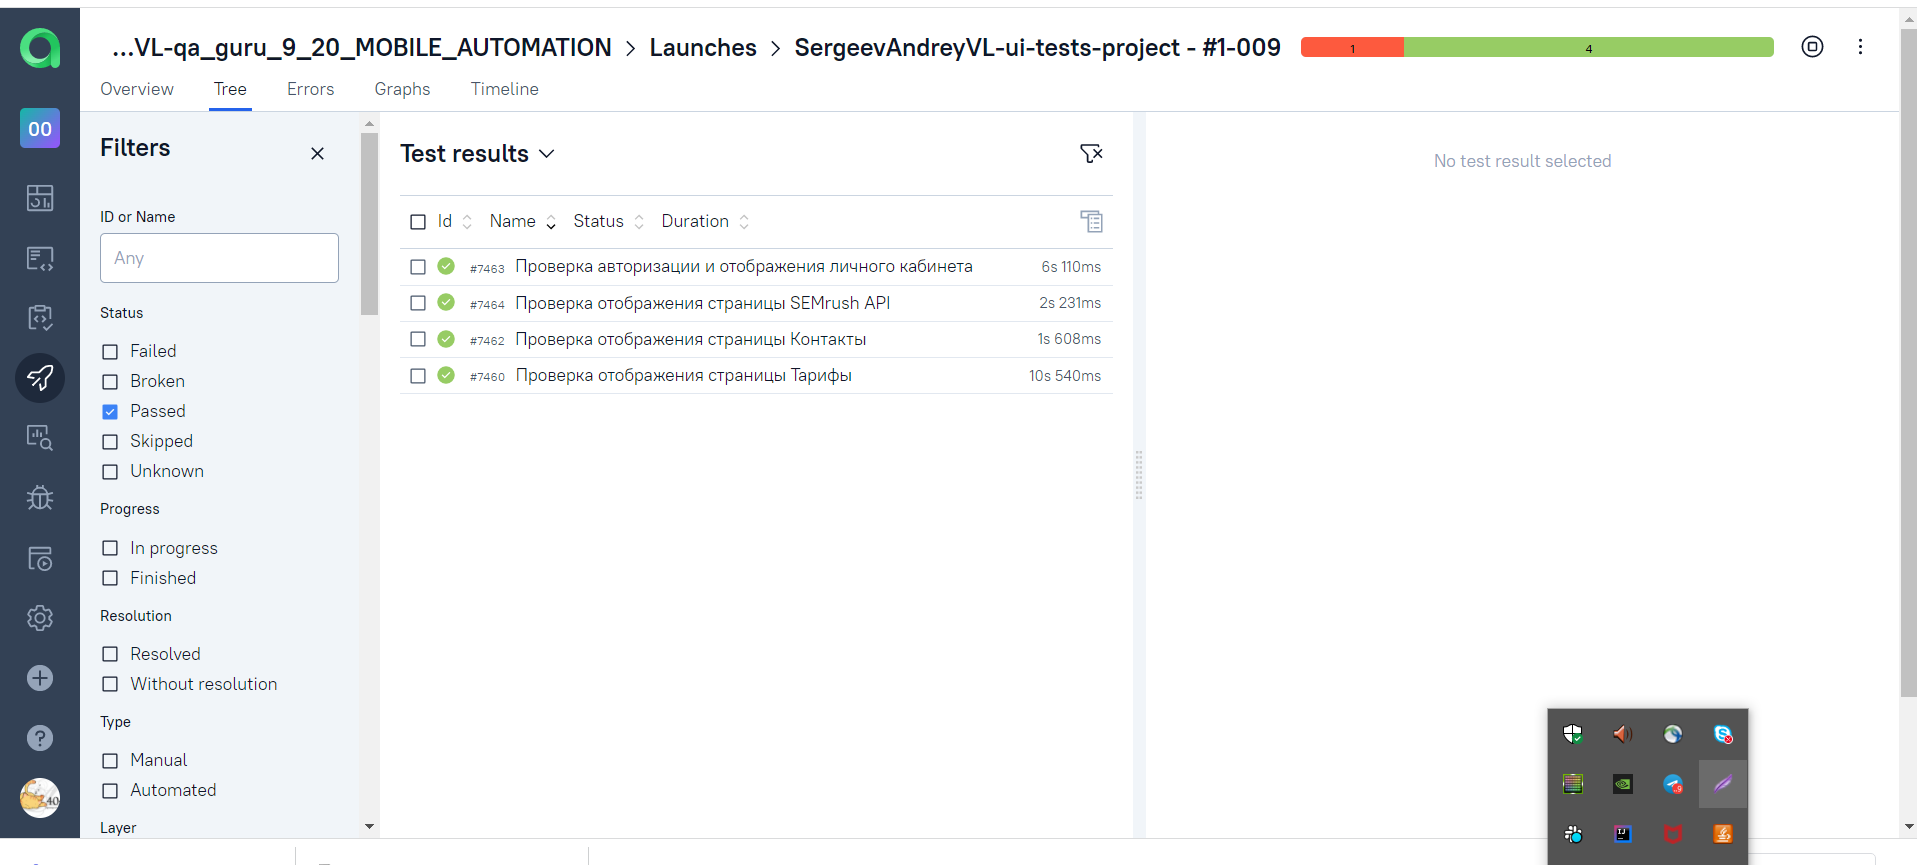 ...VL-qa_guru_9_20_MOBILE_AUTOMATION > Launches > SergeevAndreyVL-ui-tests-project - #1-009
1 4
Overview Tree Errors Graphs Timeline
00
Filters
ID or Name
Any
Status
Failed
Broken
Passed
Skipped
Unknown
Progress
In progress
Finished
Resolution
Resolved
Without resolution
Type
Manual
Automated
Layer
Test results
Id Name Status Duration
#7463 Проверка авторизации и отображения личного кабинета 6s 110ms
#7464 Проверка отображения страницы SEMrush API 2s 231ms
#7462 Проверка отображения страницы Контакты 1s 608ms
#7460 Проверка отображения страницы Тарифы 10s 540ms
No test result selected
40